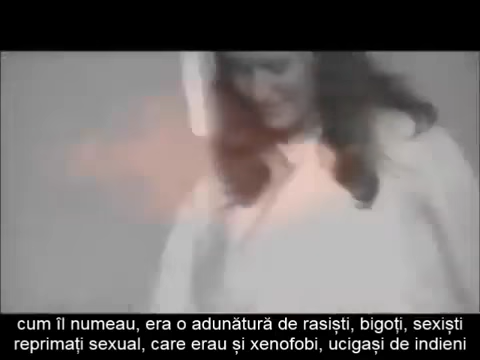 cum îl numeau, era o adunătură de rasiști, bigoți, sexiști
reprimați sexual, care erau și xenofobi, ucigași de indieni